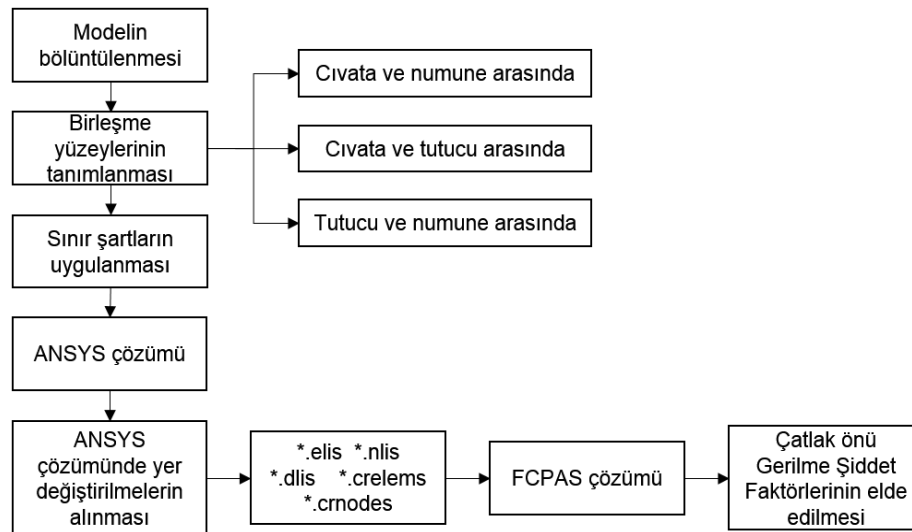 Modelin
bölüntülenmesi
Birleşme
yüzeylerinin
tanımlanması
Cıvata ve numune arasında
Cıvata ve tutucu arasında
Tutucu ve numune arasında
Sınır şartların
uygulanması
ANSYS çözümü
ANSYS
çözümünde yer
değiştirilmelerin
alınması
*.elis *.nlis
*.dlis *.crelems
*.crnodes
FCPAS çözümü
Çatlak önü
Gerilme Şiddet
Faktörlerinin elde
edilmesi